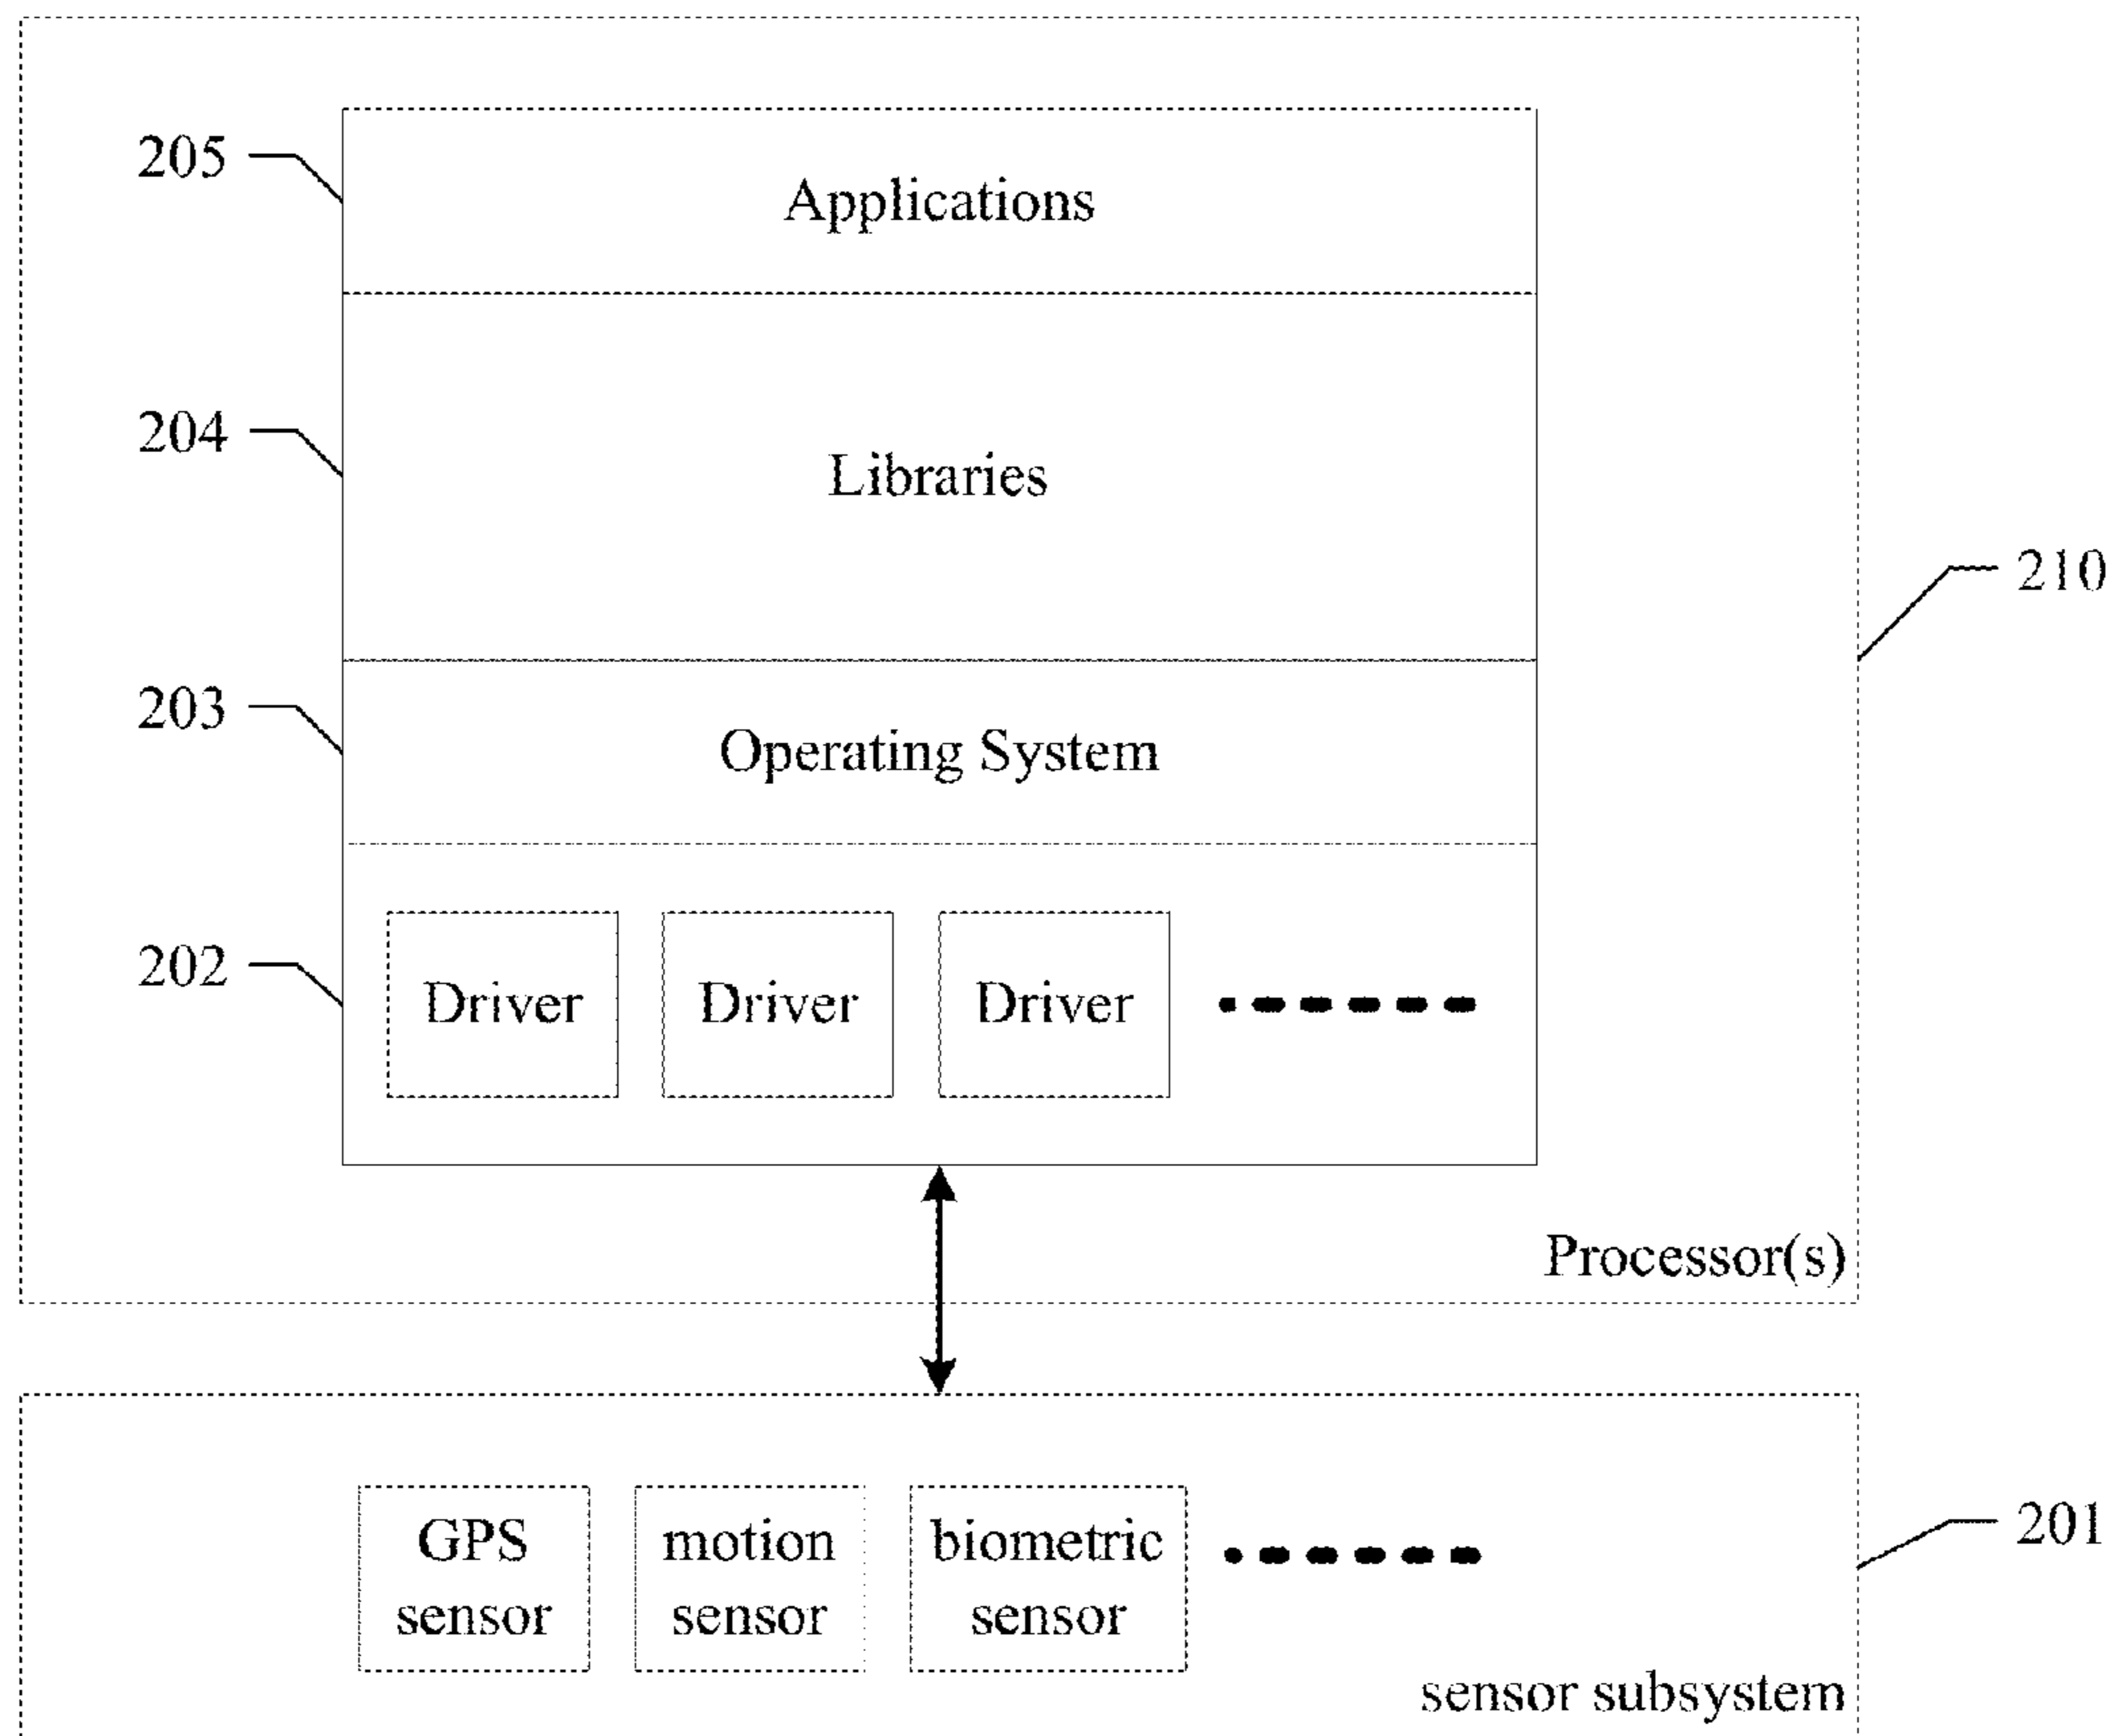 205
Applications
204
Libraries
210
203
Operating System
202
Driver Driver Driver
Processor(s)
GPS sensor
motion sensor
biometric sensor
201
sensor subsystem